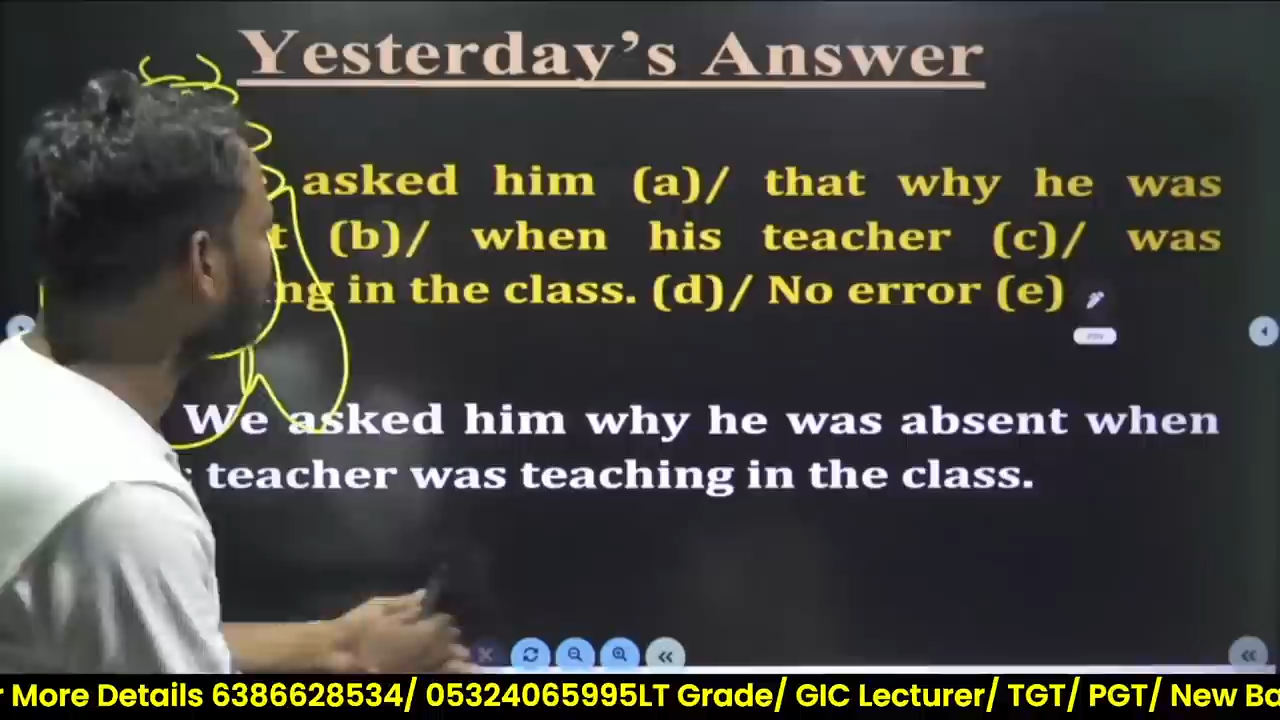 Yesterday's Answer
asked him (a)/ that why he was
(b)/ when his teacher (c)/ was
in the class. (d)/ No error (e)
We asked him why he was absent when
teacher was teaching in the class.
More Details 6386628534/ 05324065995LT Grade/ GIC Lecturer/ TGT/ PGT/ New